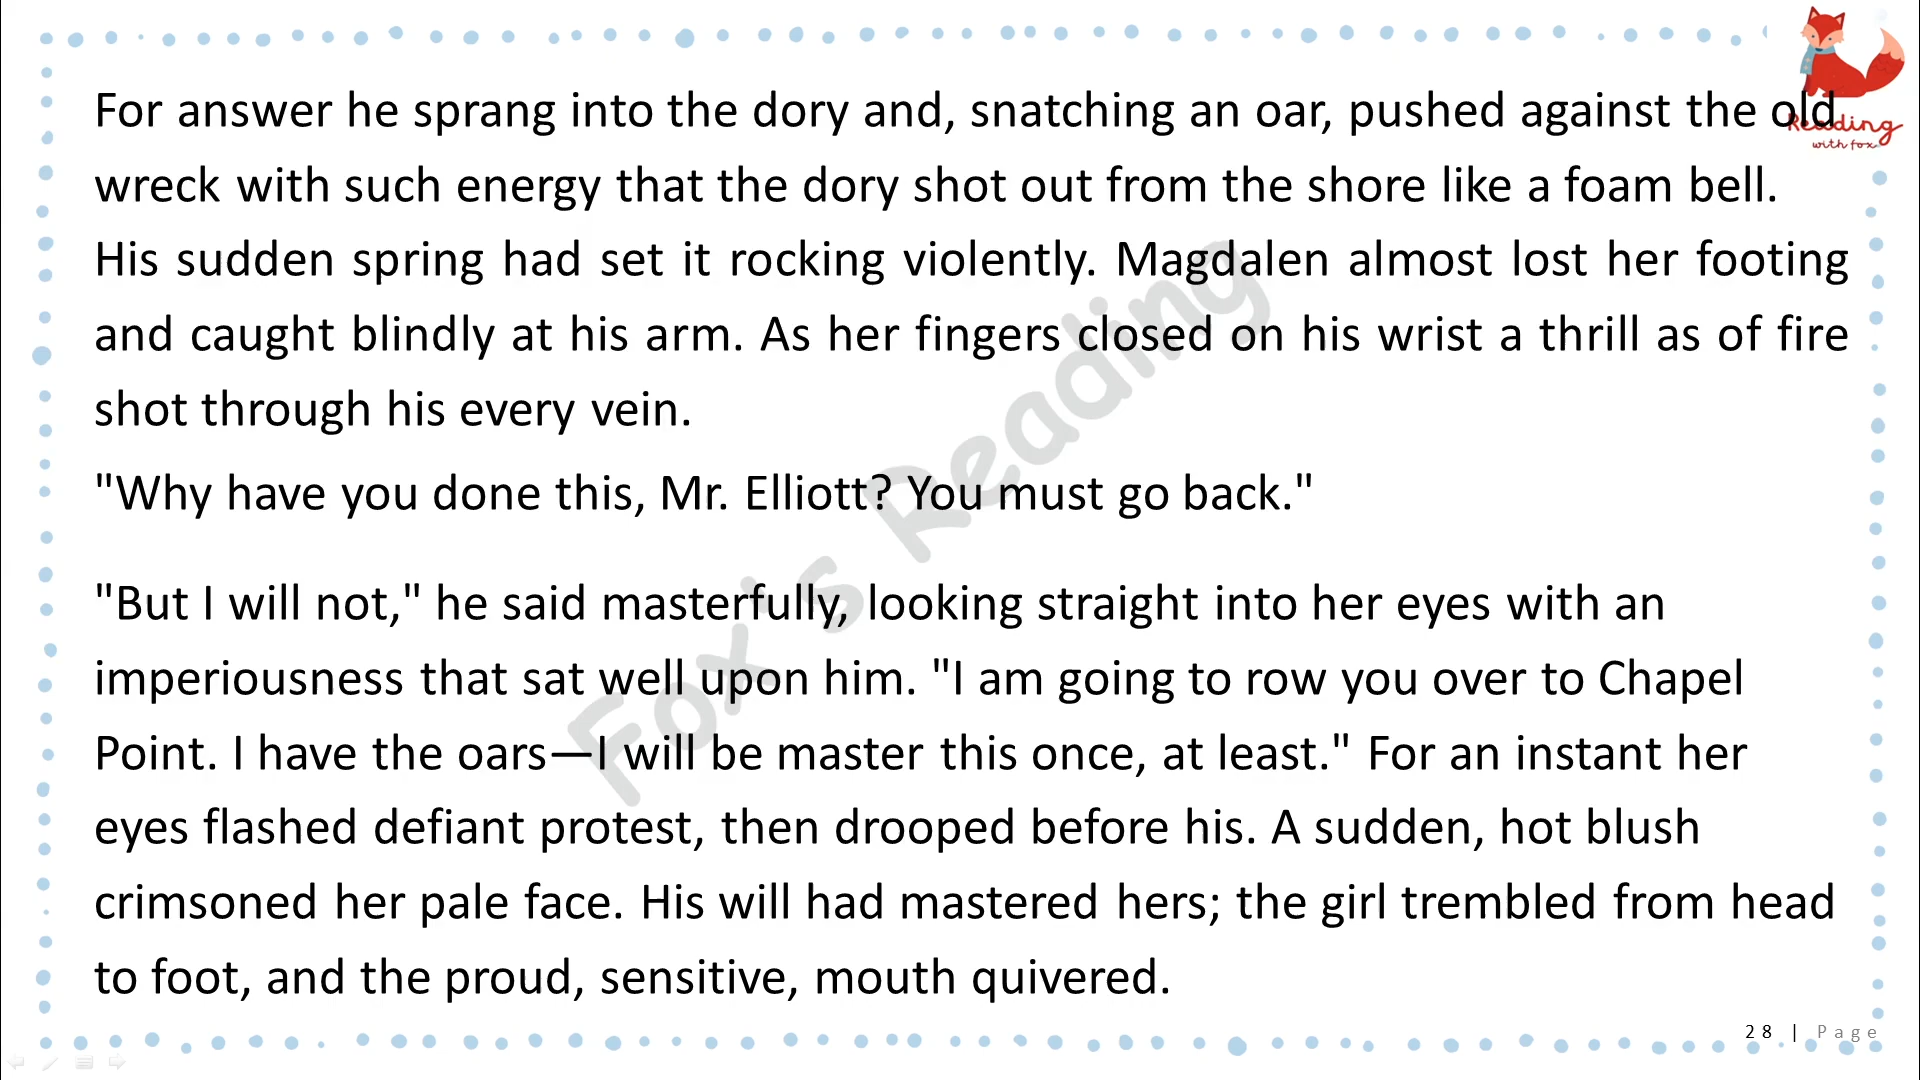 For answer he sprang into the dory and, snatching an oar, pushed against the old
wreck with such energy that the dory shot out from the shore like a foam bell.
His sudden spring had set it rocking violently. Magdalen almost lost her footing
and caught blindly at his arm. As her fingers closed on his wrist a thrill as of fire
shot through his every vein.
"Why have you done this, Mr. Elliott? You must go back."
"But I will not," he said masterfully, looking straight into her eyes with an
imperiousness that sat well upon him. "I am going to row you over to Chapel
Point. I have the oars—I will be master this once, at least." For an instant her
eyes flashed defiant protest, then drooped before his. A sudden, hot blush
crimsoned her pale face. His will had mastered hers; the girl trembled from head
to foot, and the proud, sensitive, mouth quivered.
Reading
with fox
Fox's Reading
28 | Page